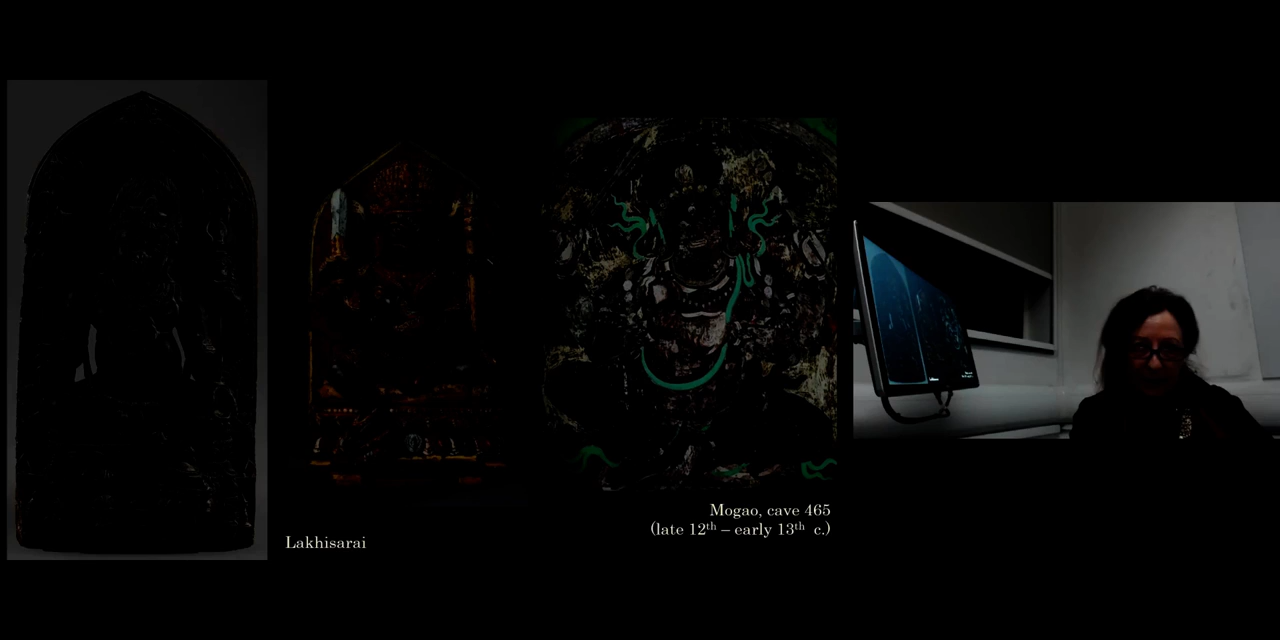 Lakhisarai
Mogao, cave 465
(late 12th – early 13th c.)